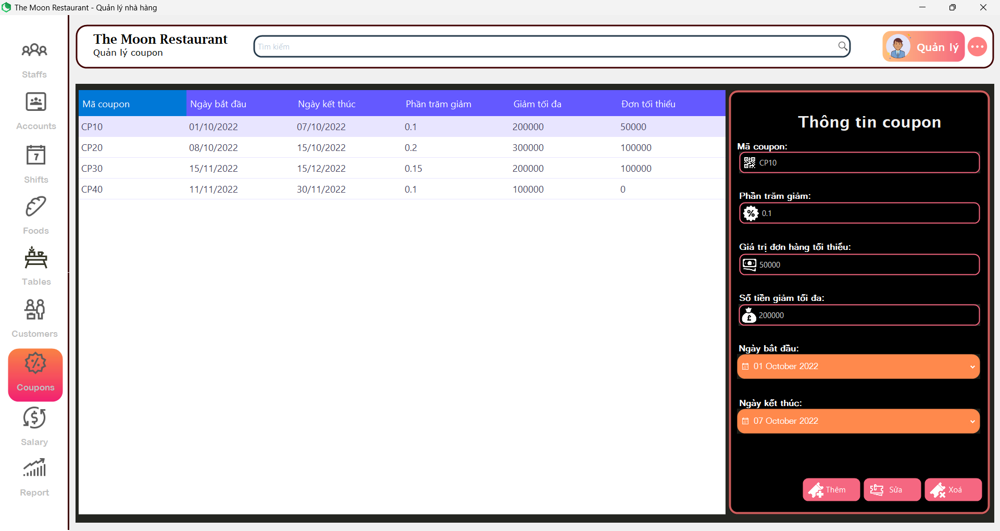 The Moon Restaurant - Quản lý nhà hàng
The Moon Restaurant
Quản lý coupon
Tìm kiếm
Quản lý
Staffs
Accounts
7
Shifts
Foods
Tables
Customers
Coupons
Salary
Report
Mã coupon Ngày bắt đầu Ngày kết thúc Phần trăm giảm Giảm tối đa Đơn tối thiểu
CP10 01/10/2022 07/10/2022 0.1 200000 50000
CP20 08/10/2022 15/10/2022 0.2 300000 100000
CP30 15/11/2022 15/12/2022 0.15 200000 100000
CP40 11/11/2022 30/11/2022 0.1 100000 0
Thông tin coupon
Mã coupon:
CP10
Phần trăm giảm:
0.1
Giá trị đơn hàng tối thiểu:
50000
Số tiền giảm tối đa:
200000
Ngày bắt đầu:
01 October 2022
Ngày kết thúc:
07 October 2022
Thêm Sửa Xoá